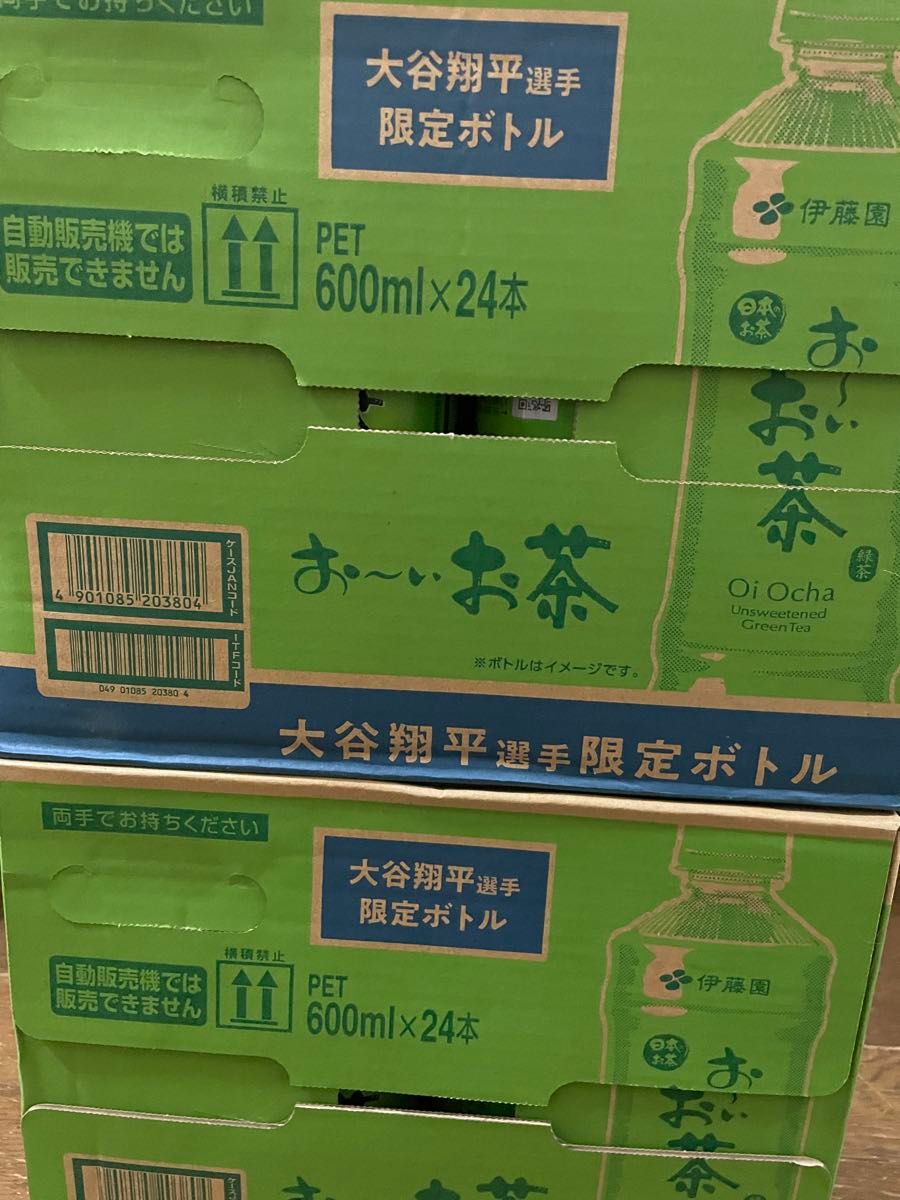 両手でお持ちください
大谷翔平選手
限定ボトル
横積禁止
自動販売機では
販売できません
PET
600ml×24本
伊藤園
日本の
お茶
お～い
お茶
緑茶
Oi Ocha
Unsweetened
Green Tea
ケースJANコード
4 901085 203804
ITFコード
049 01085 20380 4
お～いお茶
※ボトルはイメージです。
大谷翔平選手限定ボトル
両手でお持ちください
大谷翔平選手
限定ボトル
横積禁止
自動販売機では
販売できません
PET
600ml×24本
伊藤園
日本の
お茶
お～い
お茶